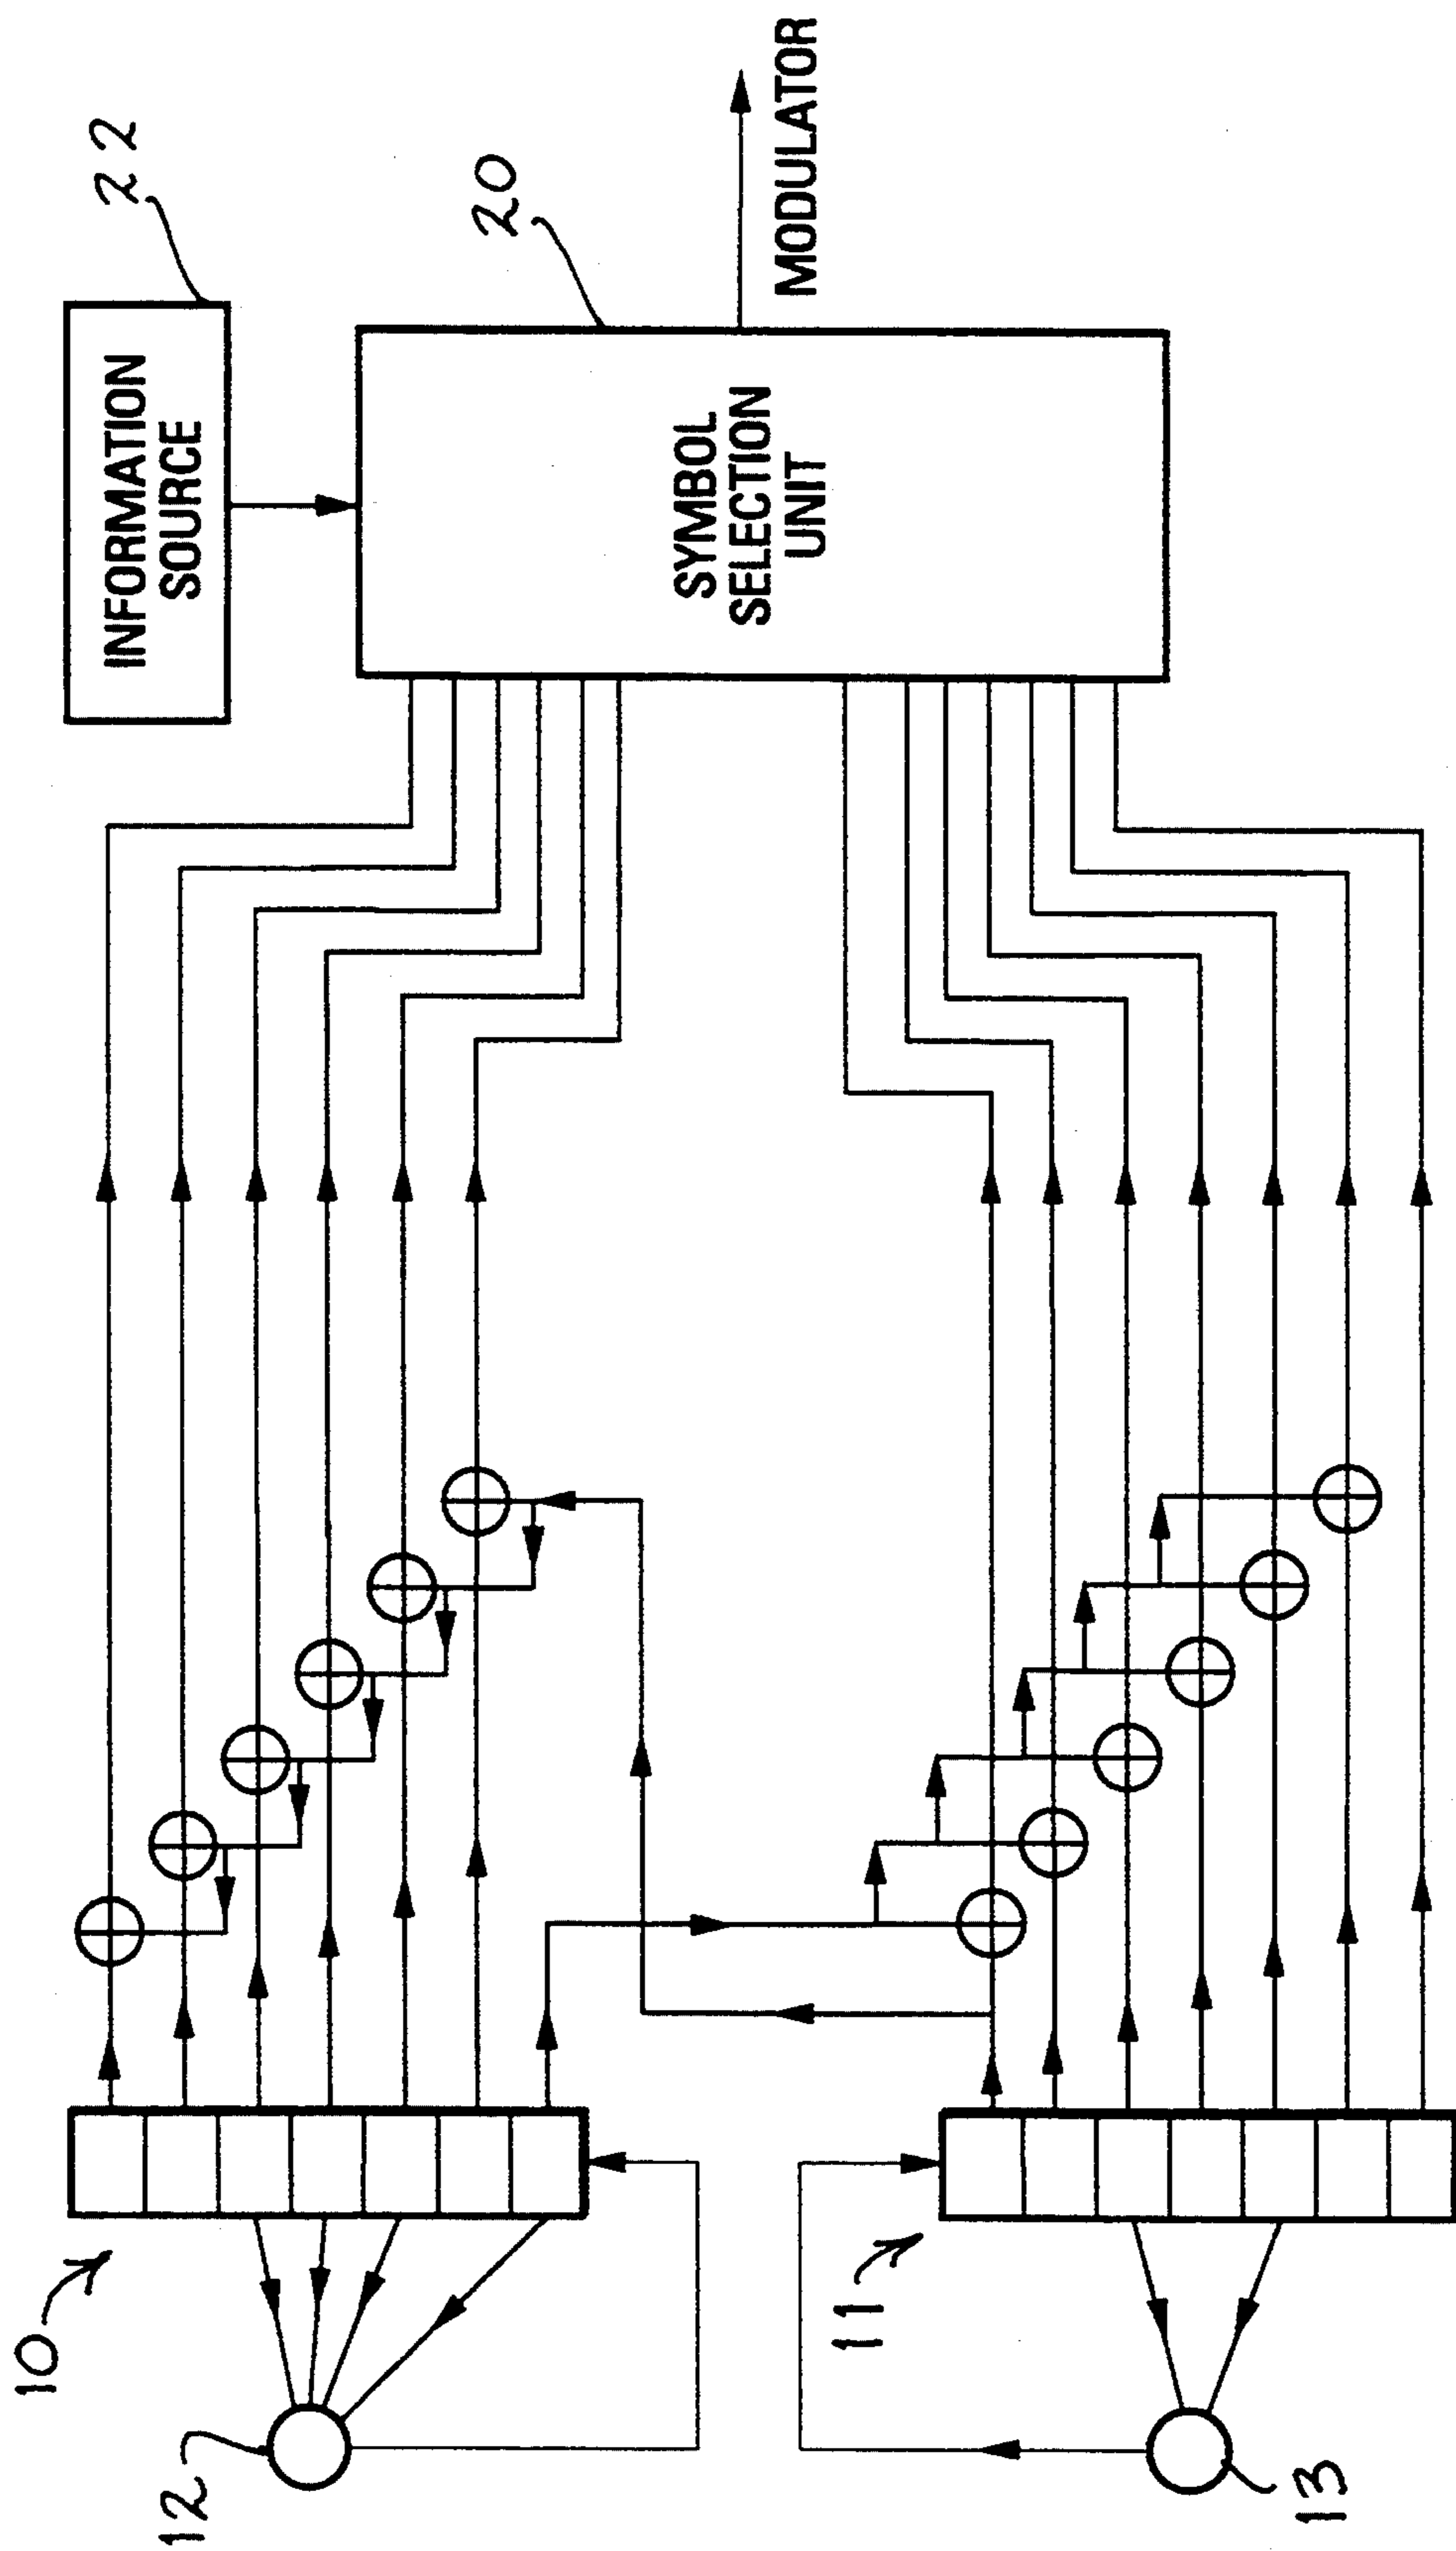 22
INFORMATION
SOURCE
20
SYMBOL
SELECTION
UNIT
MODULATOR
10
12
11
13